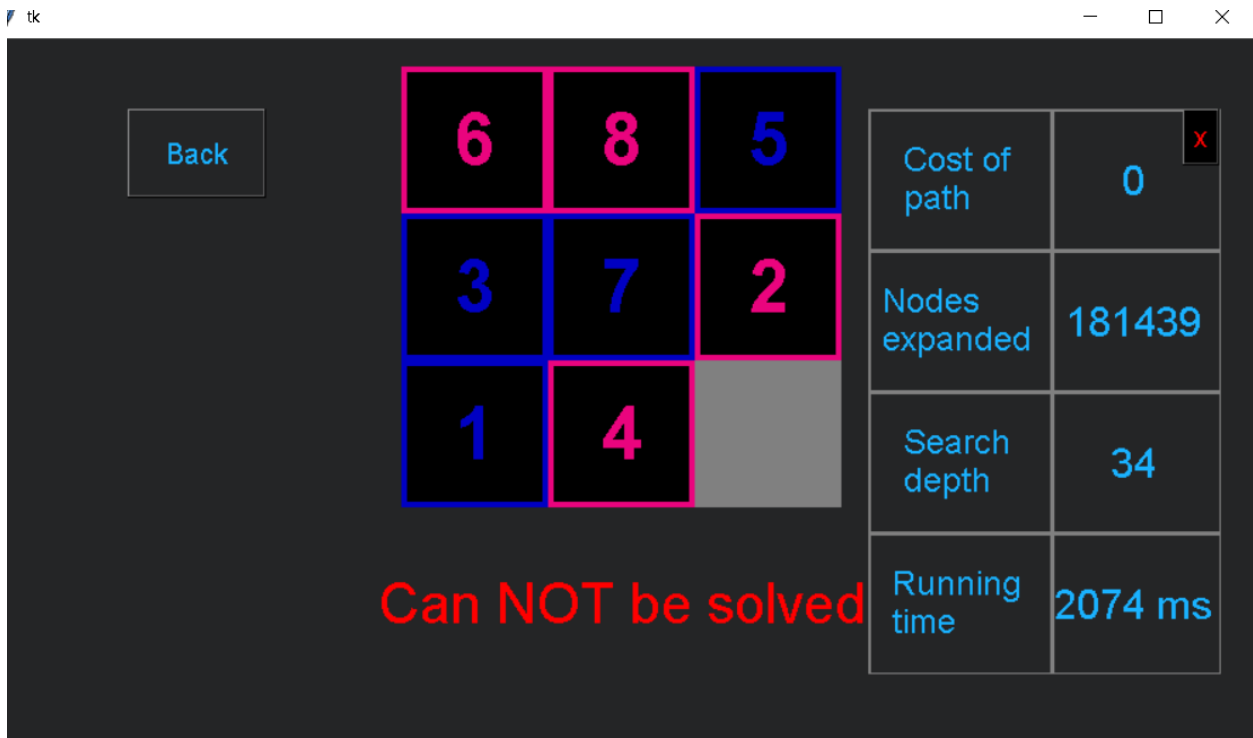 tk
Back
6 8 5
3 7 2
1 4
Can NOT be solved
x
Cost of
path
0
Nodes
expanded
181439
Search
depth
34
Running
time
2074 ms